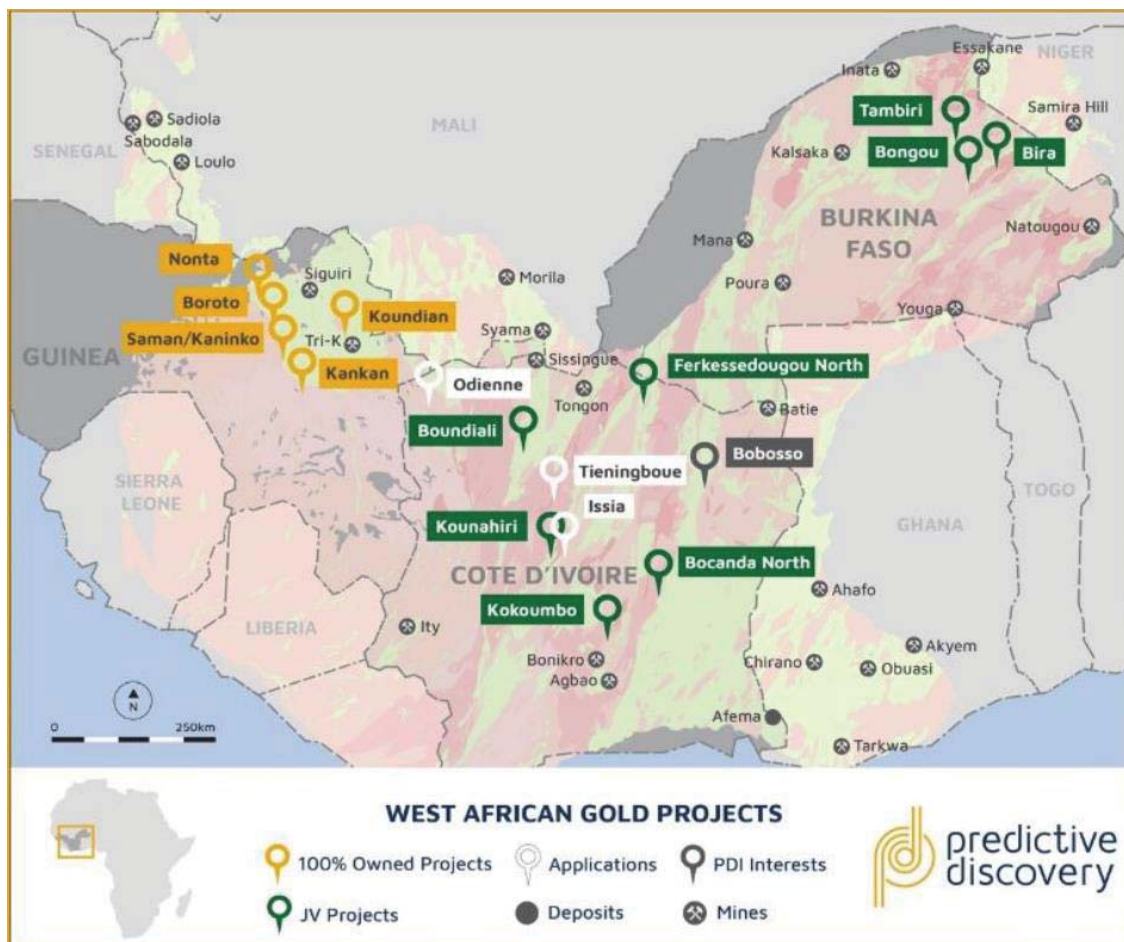 Essakane
NIGER
Inata
Sadiola
Sabodala
MALI
Tambiri
Samira Hill
SENEGAL
Loulo
Kalsaka
Bongou
Bira
BURKINA
FASO
Natougou
Mana
Nonta
Siguiri
Morila
Poura
Boroto
Koundian
Youga
Saman/Kaninko
Tri-K
Syama
GUINEA
Kankan
Sissingue
Ferkessedougou North
Odienne
Tongon
Batie
Boundiali
Bobosso
Tieningboue
SIERRA
LEONE
TOGO
Issia
GHANA
Kounahiri
COTE D'IVOIRE
Bocanda North
Kokoumbo
Ahafo
LIBERIA
Ity
Akyem
Bonikro
Chirano
Obuasi
Agbao
N
Afema
0 250km
Tarkwa
WEST AFRICAN GOLD PROJECTS
100% Owned Projects
Applications
PDI Interests
JV Projects
Deposits
Mines
predictive
discovery